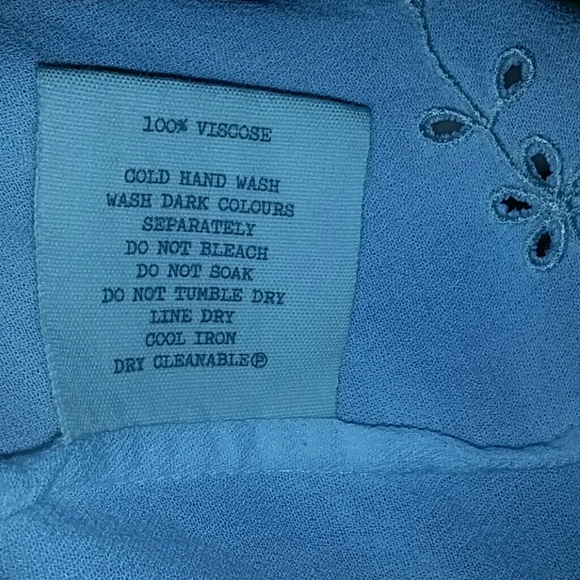 100% VISCOSE
COLD HAND WASH
WASH DARK COLOURS
SEPARATELY
DO NOT BLEACH
DO NOT SOAK
DO NOT TUMBLE DRY
LINE DRY
COOL IRON
DRY CLEANABLEⓅ